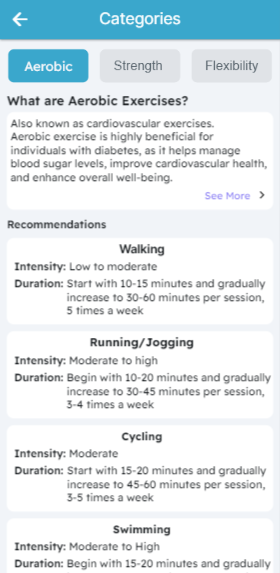 Categories
Aerobic Strength Flexibility
What are Aerobic Exercises?
Also known as cardiovascular exercises.
Aerobic exercise is highly beneficial for
individuals with diabetes, as it helps manage
blood sugar levels, improve cardiovascular health,
and enhance overall well-being.
See More
Recommendations
Walking
Intensity: Low to moderate
Duration: Start with 10-15 minutes and gradually
increase to 30-60 minutes per session,
5 times a week
Running/Jogging
Intensity: Moderate to high
Duration: Begin with 10-20 minutes and gradually
increase to 30-45 minutes per session,
3-4 times a week
Cycling
Intensity: Moderate
Duration: Start with 15-20 minutes and gradually
increase to 45-60 minutes per session,
3-5 times a week
Swimming
Intensity: Moderate to High
Duration: Begin with 15-20 minutes and gradually